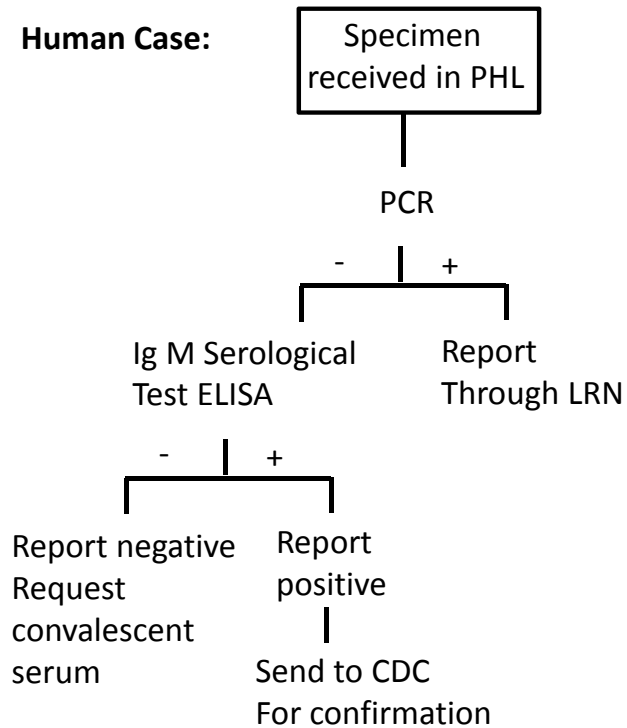 Human Case:
Specimen
received in PHL
PCR
- +
Ig M Serological
Test ELISA
Report
Through LRN
- +
Report negative
Request
convalescent
serum
Report
positive
Send to CDC
For confirmation